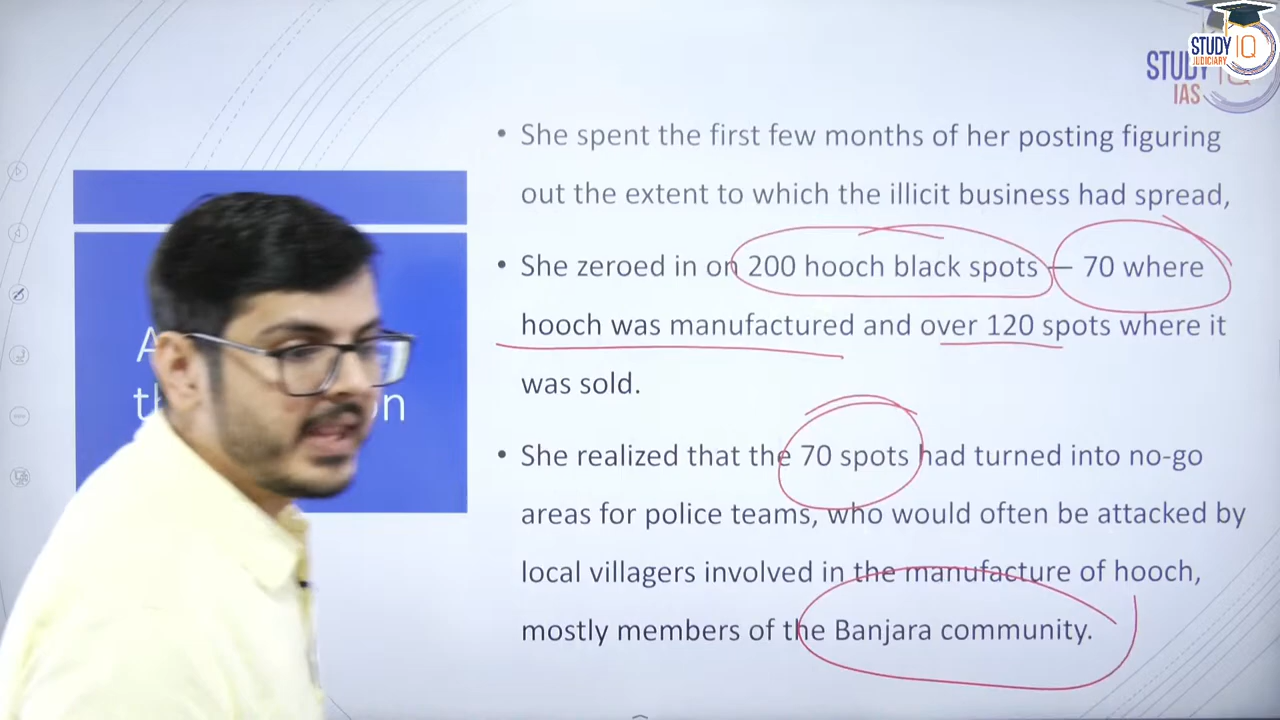 STUDY IQ
JUDICIARY
STUDY IQ
IAS
• She spent the first few months of her posting figuring
out the extent to which the illicit business had spread,
• She zeroed in on 200 hooch black spots – 70 where
hooch was manufactured and over 120 spots where it
was sold.
• She realized that the 70 spots had turned into no-go
areas for police teams, who would often be attacked by
local villagers involved in the manufacture of hooch,
mostly members of the Banjara community.